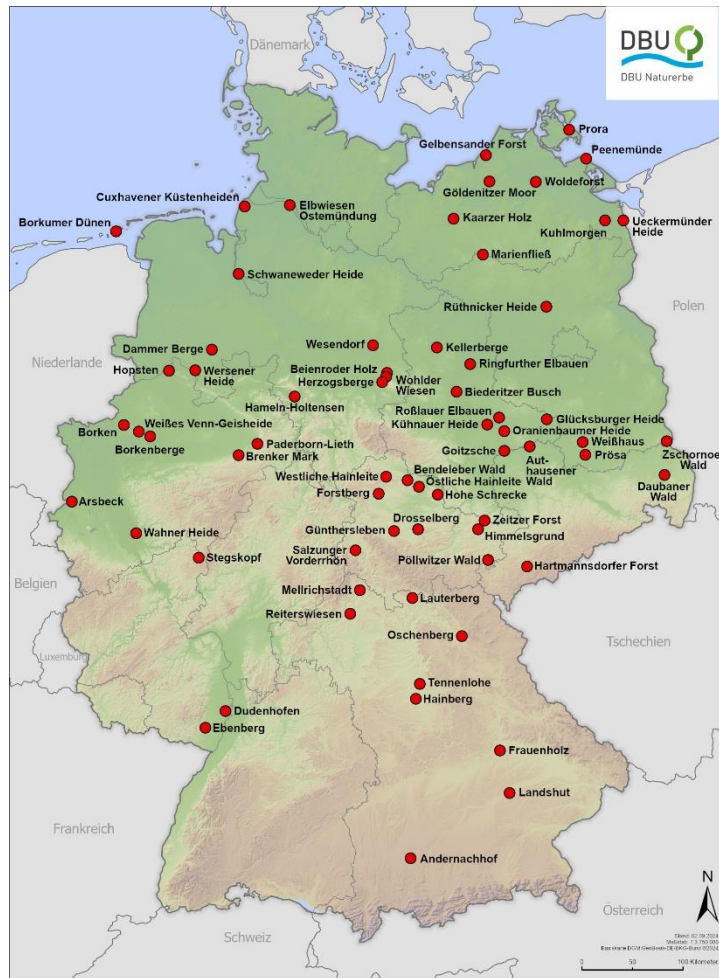 Dänemark
DBU
DBU Naturerbe
Prora
Gelbensander Forst
Peenemünde
Göldenitzer Moor
Woldeforst
Cuxhavener Küstenheiden
Elbwiesen
Ostemündung
Kaarzer Holz
Borkumer Dünen
Kuhlmorgen
Ueckermünder
Heide
Marienfließ
Schwaneweder Heide
Rüthnicker Heide
Polen
Niederlande
Dammer Berge
Wesendorf
Kellerberge
Hopsten
Wersener
Heide
Beienroder Holz
Herzogsberge
Wohlder
Wiesen
Ringfurther Elbauen
Hameln-Holtensen
Biederitzer Busch
Borken
Weißes Venn-Geisheide
Borkenberge
Roßlauer Elbauen
Kühnauer Heide
Glücksburger Heide
Oranienbaumer Heide
Paderborn-Lieth
Brenker Mark
Goitzsche
Aut-
hausener
Wald
Weißhaus
Prösa
Zschornoer
Wald
Daubaner
Wald
Westliche Hainleite
Bendeleber Wald
Östliche Hainleite
Forstberg
Hohe Schrecke
Arsbeck
Wahner Heide
Günthersleben
Drosselberg
Zeitzer Forst
Himmelsgrund
Stegskopf
Salzunger
Vorderrhön
Pöllwitzer Wald
Hartmannsdorfer Forst
Belgien
Mellrichstadt
Lauterberg
Reiterswiesen
Oschenberg
Tschechien
Luxemburg
Tennenlohe
Hainberg
Dudenhofen
Ebenberg
Frauenholz
Landshut
Frankreich
Andernachhof
N
Österreich
Schweiz
Stand: 02.09.2024
0 50 100 Kilometer